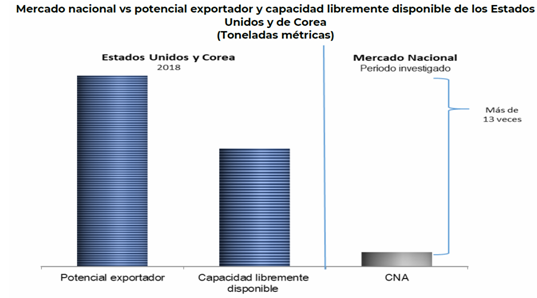 Mercado nacional vs potencial exportador y capacidad libremente disponible de los Estados
Unidos y de Corea
(Toneladas métricas)
Estados Unidos y Corea
2018
Mercado Nacional
Periodo investigado
Más de
13 veces
Potencial exportador
Capacidad libremente
disponible
CNA